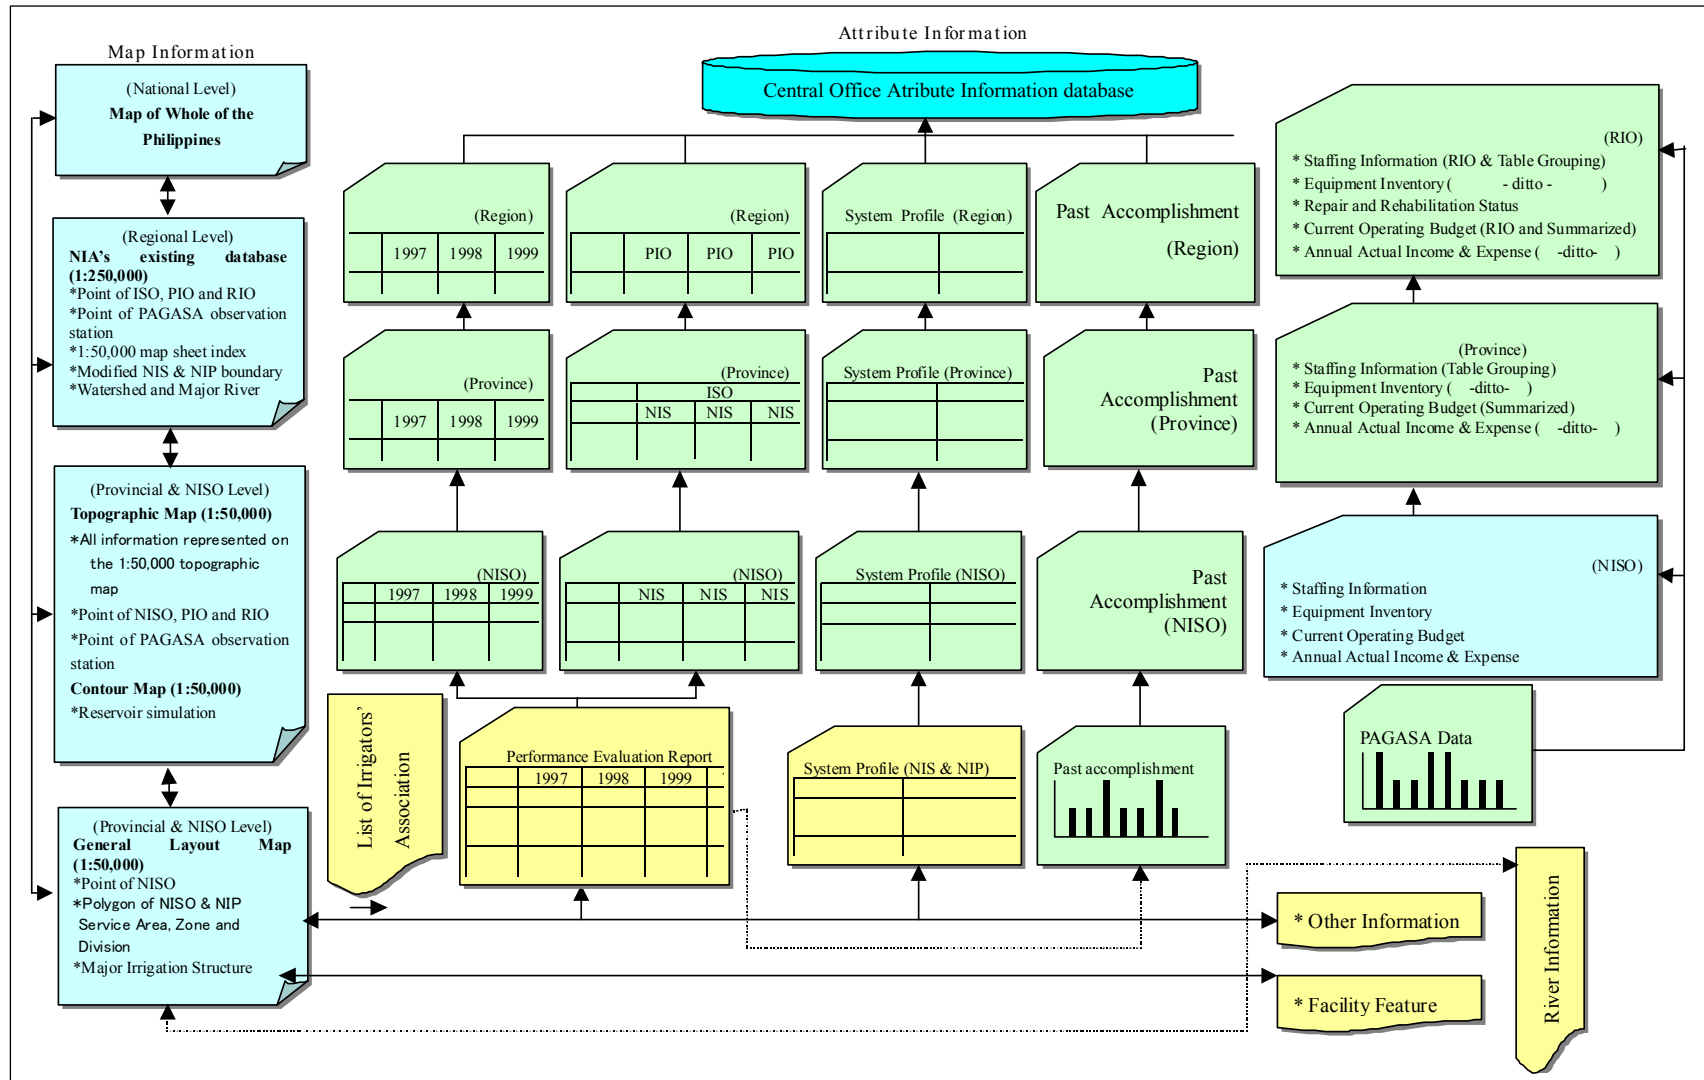 Map Information
Attribute Information
(National Level)
Map of Whole of the
Philippines
(Regional Level)
NIA's existing database
(1:250,000)
*Point of ISO, PIO and RIO
*Point of PAGASA observation
station
*1:50,000 map sheet index
*Modified NIS & NIP boundary
*Watershed and Major River
(Provincial & NISO Level)
Topographic Map (1:50,000)
*All information represented on
the 1:50,000 topographic
map
*Point of NISO, PIO and RIO
*Point of PAGASA observation
station
Contour Map (1:50,000)
*Reservoir simulation
(Provincial & NISO Level)
General Layout Map
(1:50,000)
*Point of NISO
*Polygon of NISO & NIP
Service Area, Zone and
Division
*Major Irrigation Structure
Central Office Atribute Information database
(Region)
1997 1998 1999
(Region)
PIO PIO PIO
System Profile (Region)
Past Accomplishment
(Region)
(Province)
1997 1998 1999
(Province)
ISO
NIS NIS NIS
System Profile (Province)
Past
Accomplishment
(Province)
(NISO)
1997 1998 1999
(NISO)
NIS NIS NIS
System Profile (NISO)
Past
Accomplishment
(NISO)
List of Irrigators'
Association
Performance Evaluation Report
1997 1998 1999
System Profile (NIS & NIP)
Past accomplishment
(RIO)
* Staffing Information (RIO & Table Grouping)
* Equipment Inventory ( - ditto - )
* Repair and Rehabilitation Status
* Current Operating Budget (RIO and Summarized)
* Annual Actual Income & Expense ( -ditto- )
(Province)
* Staffing Information (Table Grouping)
* Equipment Inventory ( -ditto- )
* Current Operating Budget (Summarized)
* Annual Actual Income & Expense ( -ditto- )
(NISO)
* Staffing Information
* Equipment Inventory
* Current Operating Budget
* Annual Actual Income & Expense
PAGASA Data
* Other Information
* Facility Feature
River Information